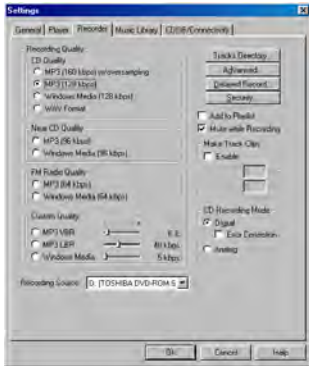 Settings
General Player Recorder Music Library CDDB/Connectivity
Recording Quality:
CD Quality
MP3 (160 kbps) w/oversampling
MP3 (128 kbps)
Windows Media (128 kbps)
WAV Format
Near CD Quality
MP3 (96 kbps)
Windows Media (96 kbps)
FM Radio Quality
MP3 (64 kbps)
Windows Media (64 kbps)
Custom Quality
MP3 VBR
MP3 CBR 80 kbps
Windows Media 5 kbps
Recording Source: D: [TOSHIBA DVD-ROM S
Tracks Directory...
Advanced...
Delayed Record...
Security...
Add to Playlist
Mute while Recording
Make Track Clips
Enable
CD Recording Mode
Digital
Error Correction
Analog
OK Cancel Help